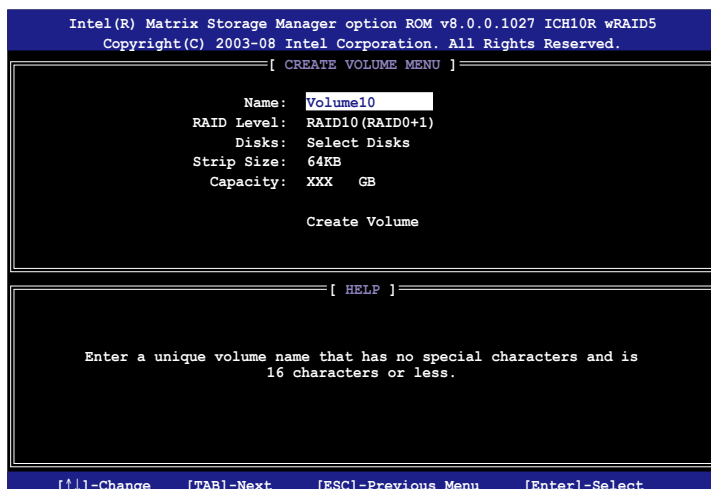 Intel(R) Matrix Storage Manager option ROM v8.0.0.1027 ICH10R wRAID5
Copyright(C) 2003-08 Intel Corporation. All Rights Reserved.
[ CREATE VOLUME MENU ]
Name: Volume10
RAID Level: RAID10(RAID0+1)
Disks: Select Disks
Strip Size: 64KB
Capacity: XXX GB
Create Volume
[ HELP ]
Enter a unique volume name that has no special characters and is
16 characters or less.
[↑↓]-Change [TAB]-Next [ESC]-Previous Menu [Enter]-Select